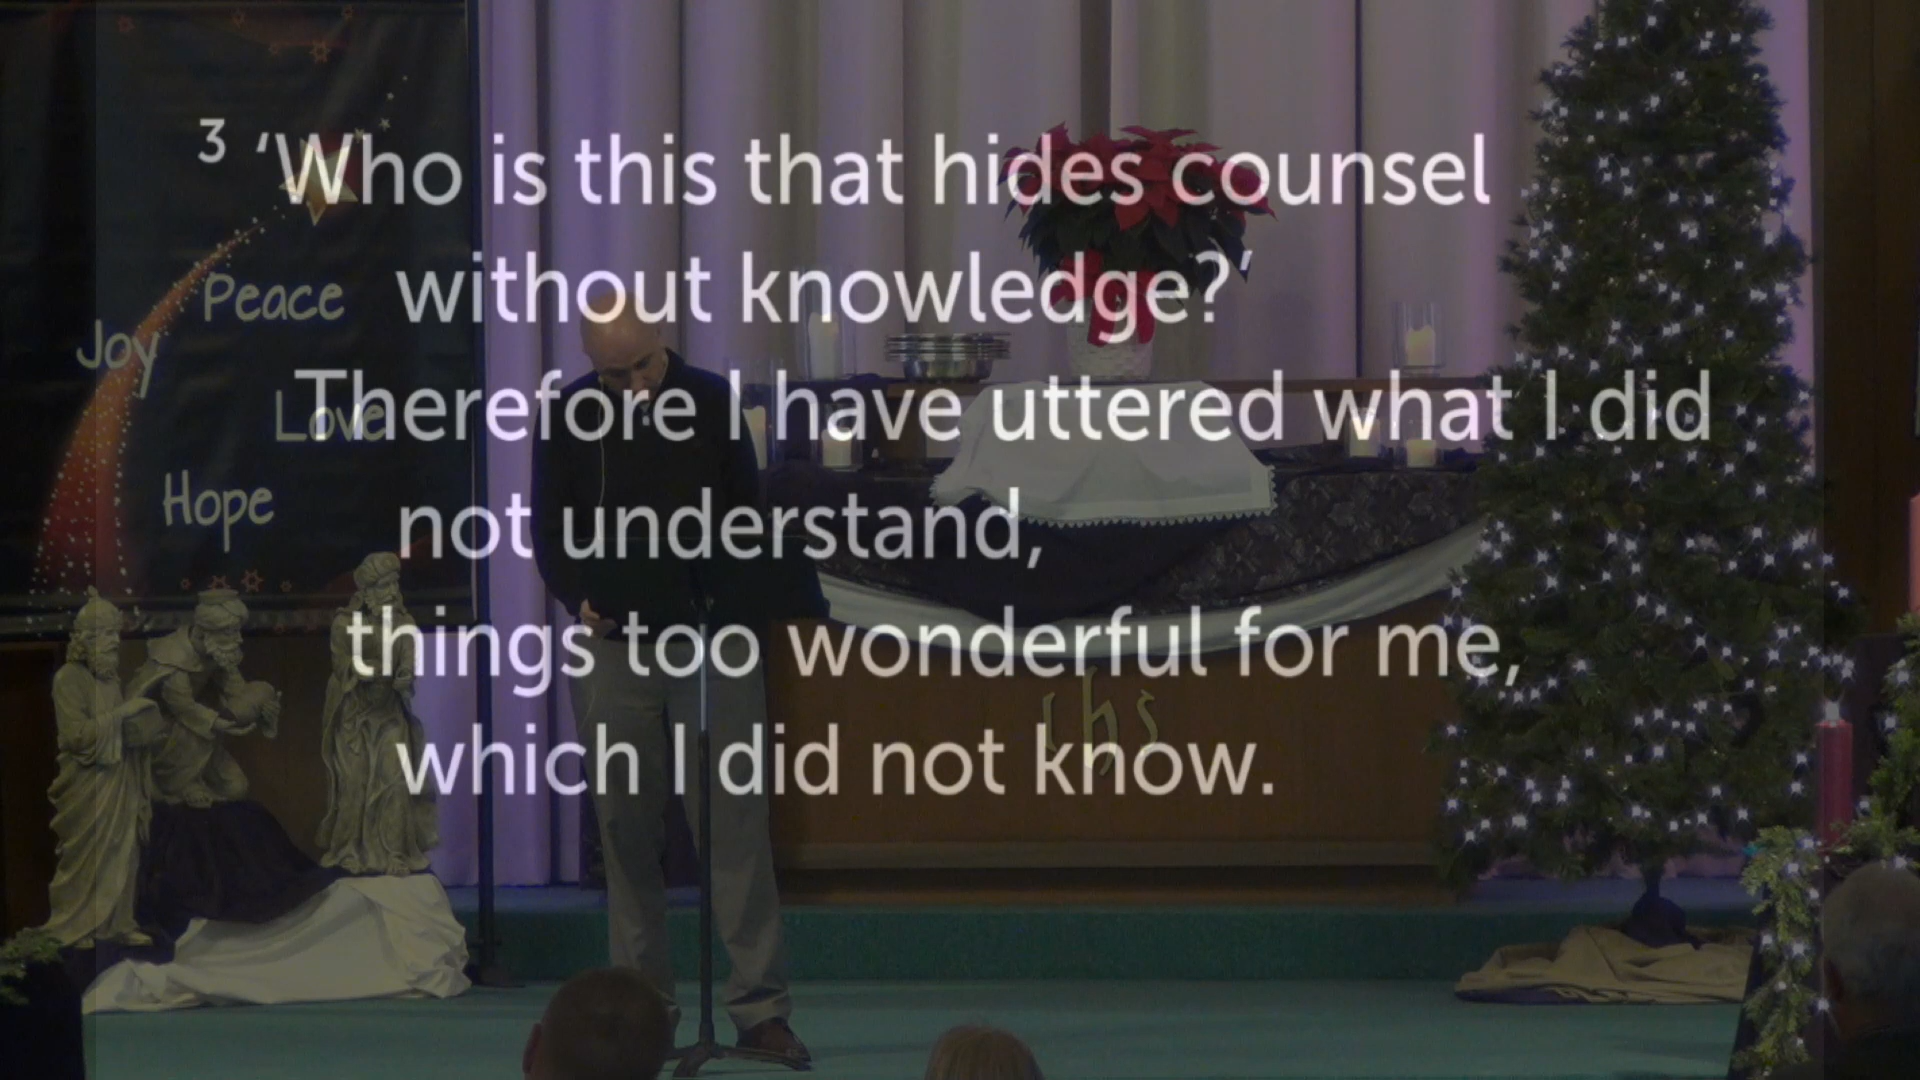 3 ‘Who is this that hides counsel
without knowledge?’
Therefore I have uttered what I did
not understand,
things too wonderful for me,
which I did not know.
Peace
Joy
Love
Hope
ihs